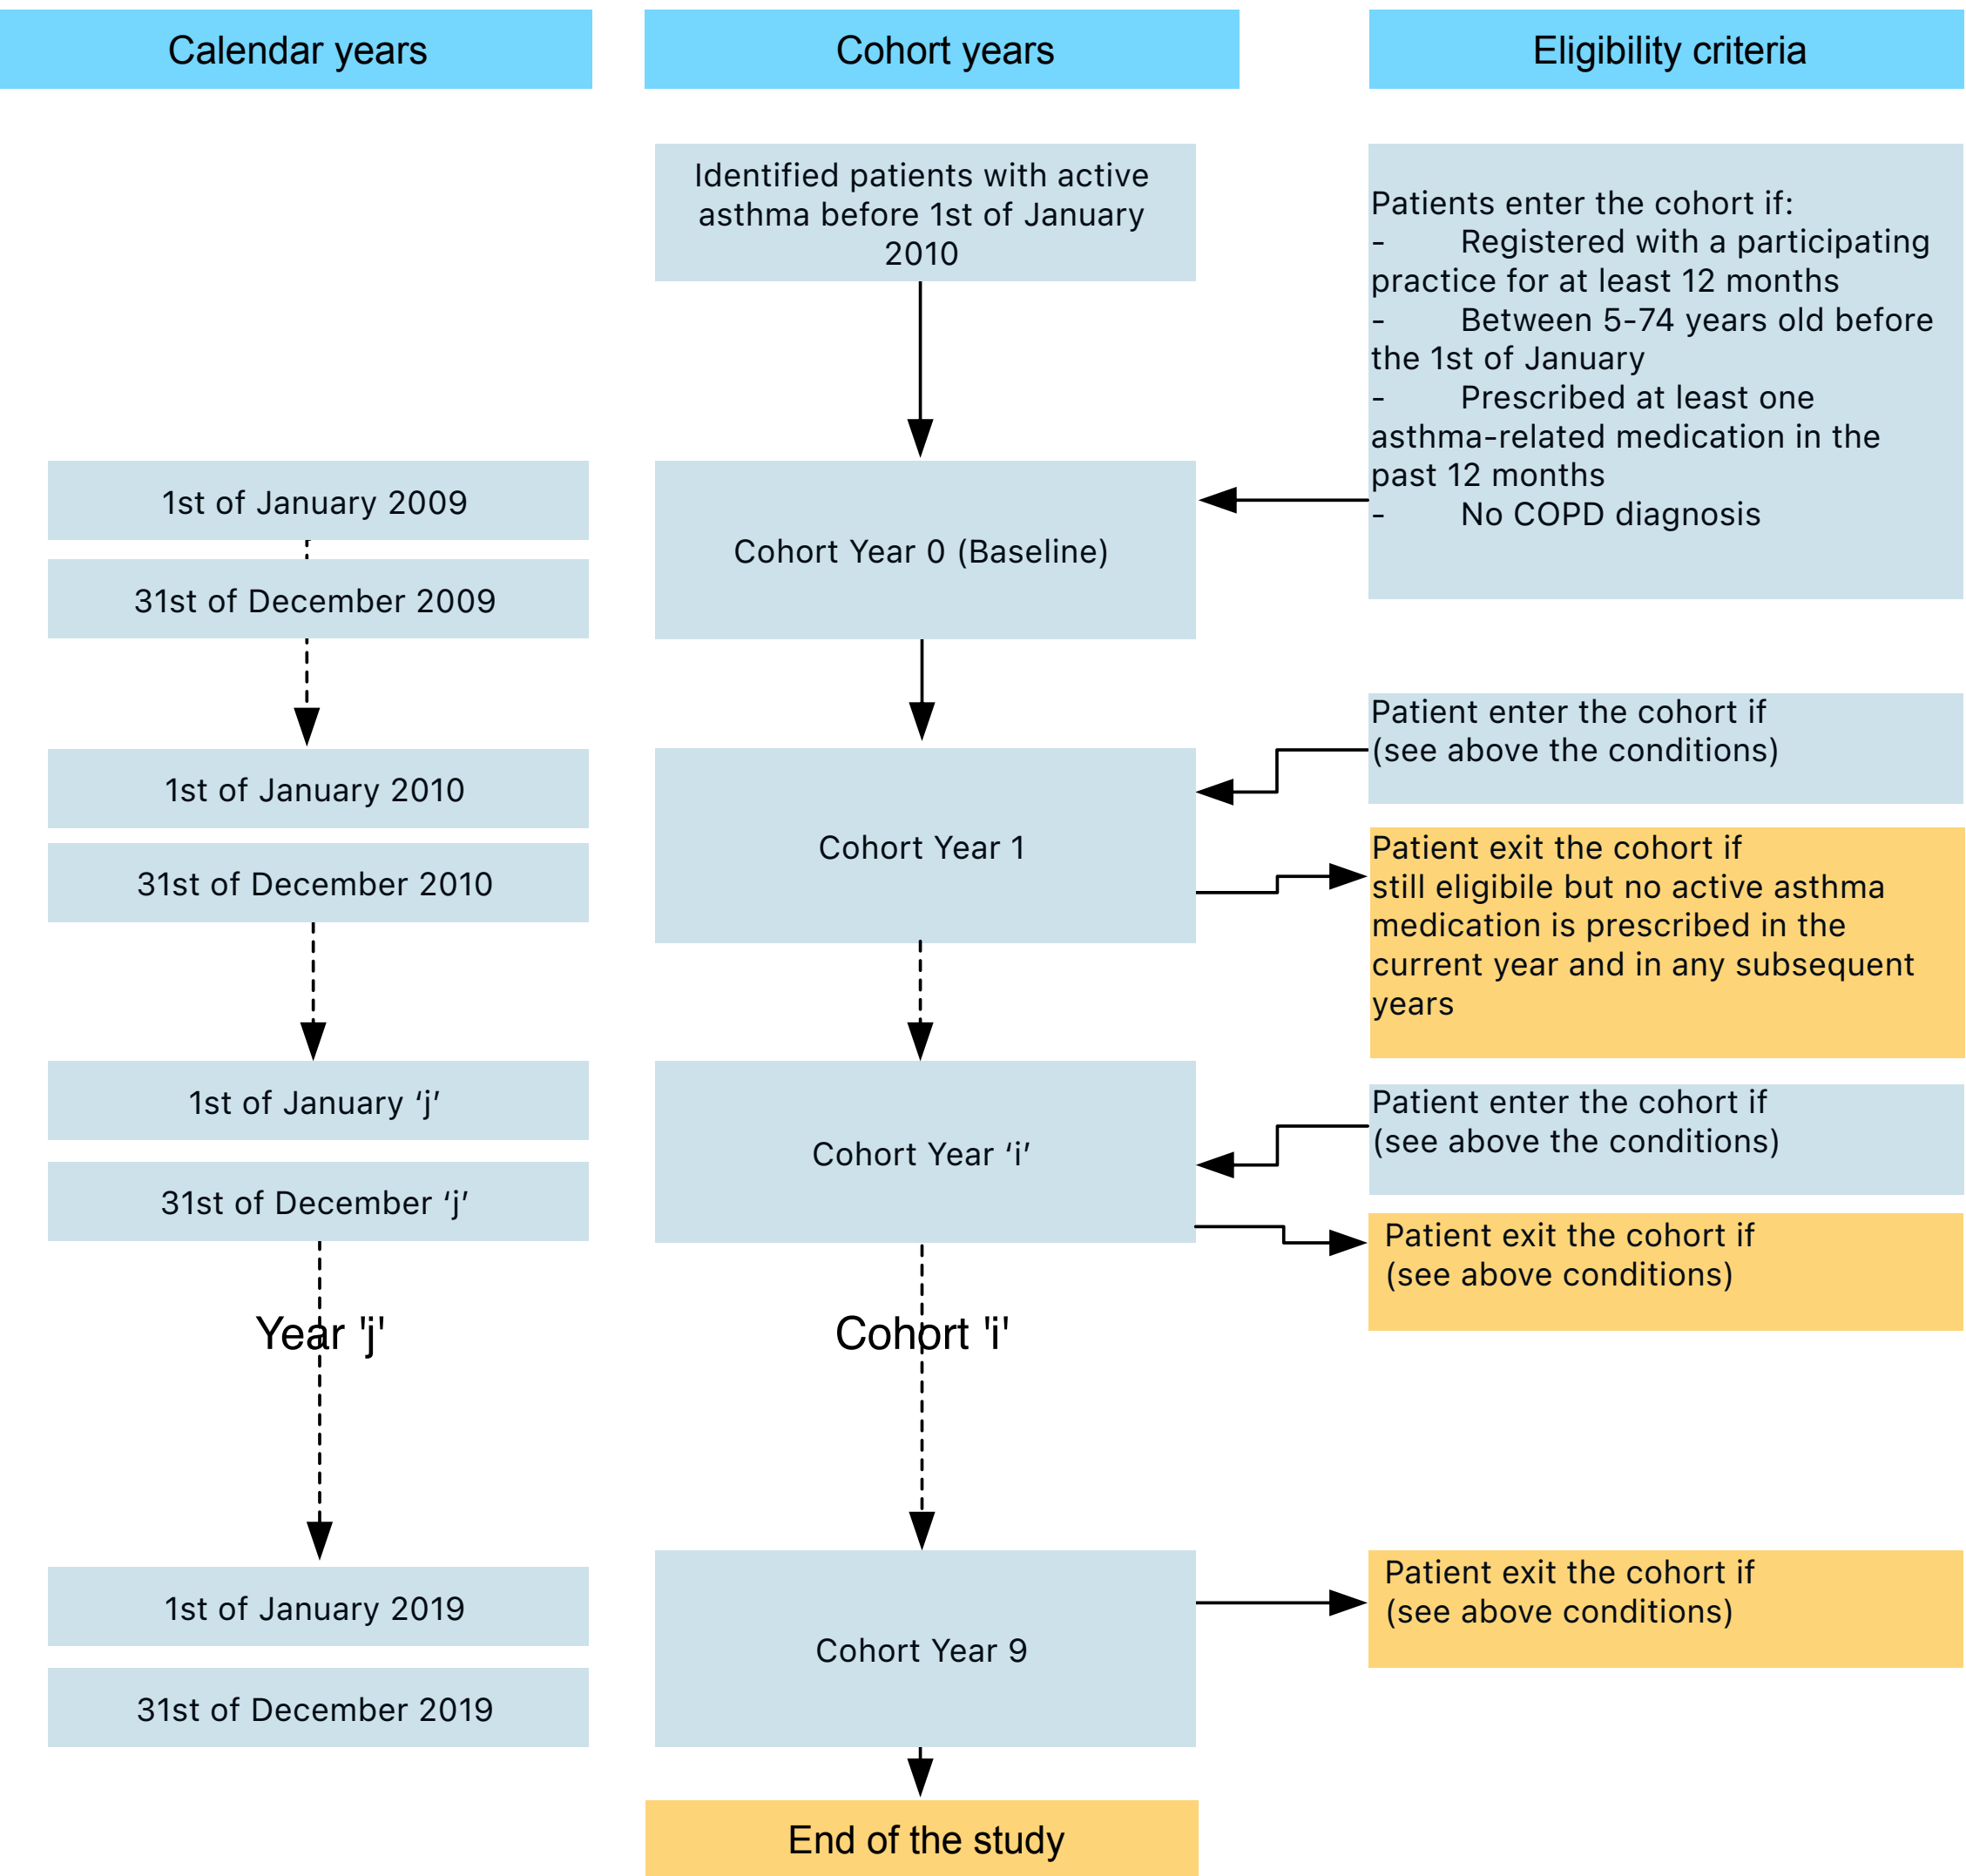 Calendar years
Cohort years
Eligibility criteria
Identified patients with active
asthma before 1st of January
2010
Patients enter the cohort if:
- Registered with a participating
practice for at least 12 months
- Between 5-74 years old before
the 1st of January
- Prescribed at least one
asthma-related medication in the
past 12 months
- No COPD diagnosis
1st of January 2009
31st of December 2009
Cohort Year 0 (Baseline)
1st of January 2010
31st of December 2010
Cohort Year 1
Patient enter the cohort if
(see above the conditions)
Patient exit the cohort if
still eligibile but no active asthma
medication is prescribed in the
current year and in any subsequent
years
1st of January ‘j’
31st of December ‘j’
Cohort Year ‘i’
Patient enter the cohort if
(see above the conditions)
Patient exit the cohort if
(see above conditions)
Year 'j'
Cohort 'i'
1st of January 2019
31st of December 2019
Cohort Year 9
Patient exit the cohort if
(see above conditions)
End of the study